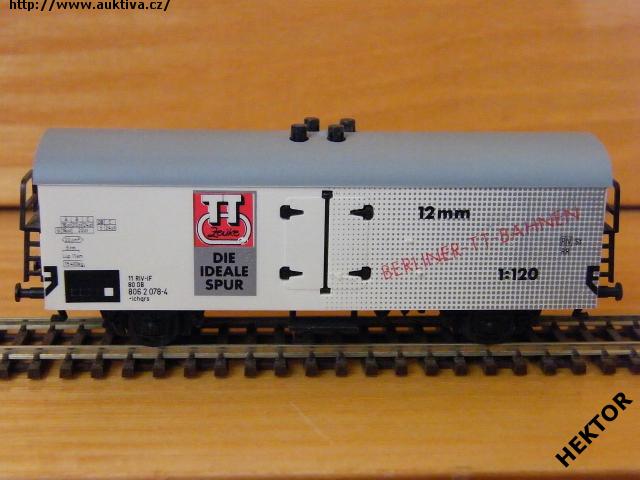 http://www.auktiva.cz/
TT
Zeuke
DIE
IDEALE
SPUR
12mm
BERLINER TT BAHNEN
1:120
11 RIV-IF
80 DB
806 2 078-4
-ichqrs
HEKTOR